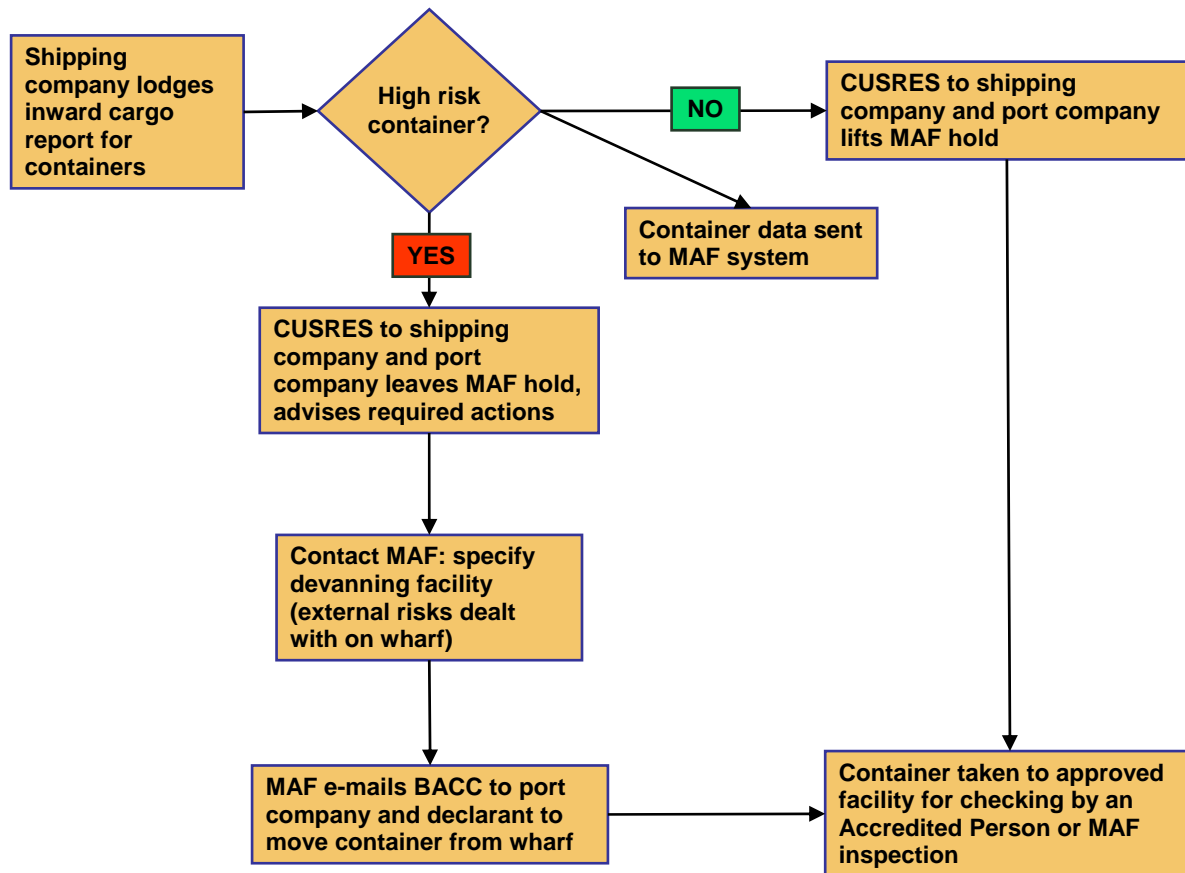 Shipping
company lodges
inward cargo
report for
containers
High risk
container?
NO
CUSRES to shipping
company and port company
lifts MAF hold
Container data sent
to MAF system
YES
CUSRES to shipping
company and port
company leaves MAF hold,
advises required actions
Contact MAF: specify
devanning facility
(external risks dealt
with on wharf)
MAF e-mails BACC to port
company and declarant to
move container from wharf
Container taken to approved
facility for checking by an
Accredited Person or MAF
inspection